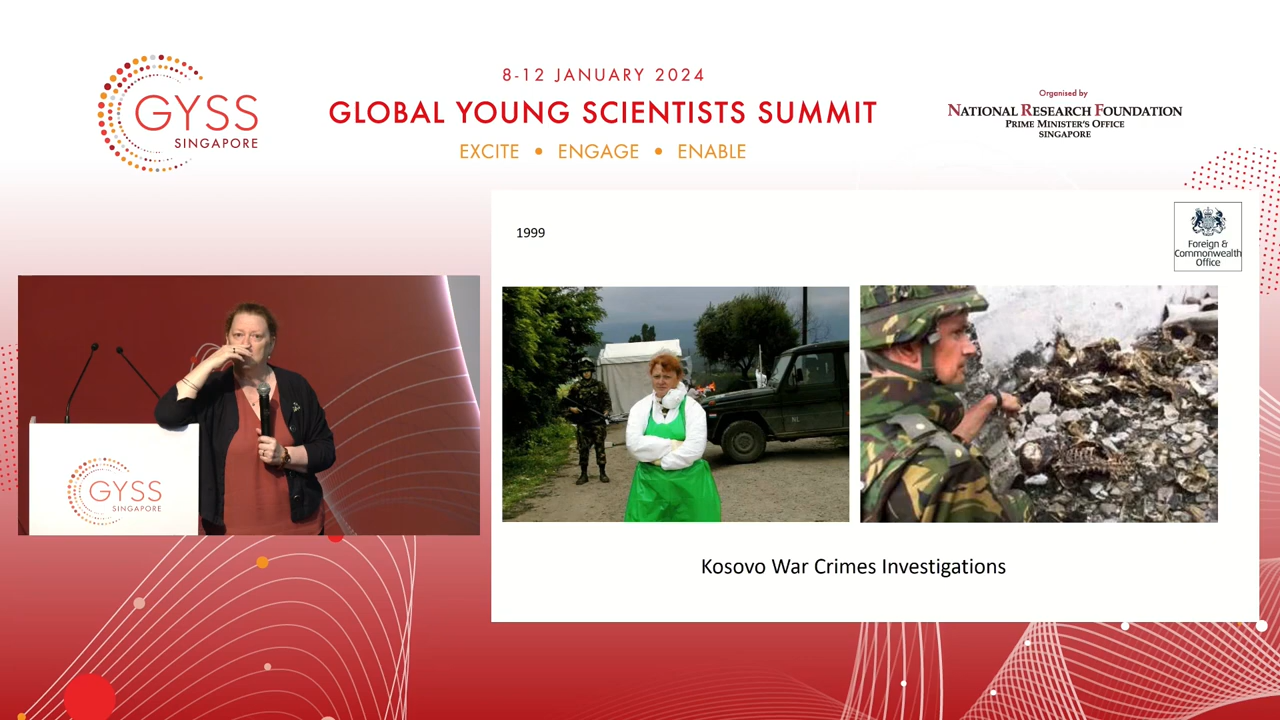 GYSS
SINGAPORE
8-12 JANUARY 2024
GLOBAL YOUNG SCIENTISTS SUMMIT
EXCITE • ENGAGE • ENABLE
Organised by
NATIONAL RESEARCH FOUNDATION
PRIME MINISTER'S OFFICE
SINGAPORE
1999
Foreign &
Commonwealth
Office
NL
GYSS
SINGAPORE
Kosovo War Crimes Investigations